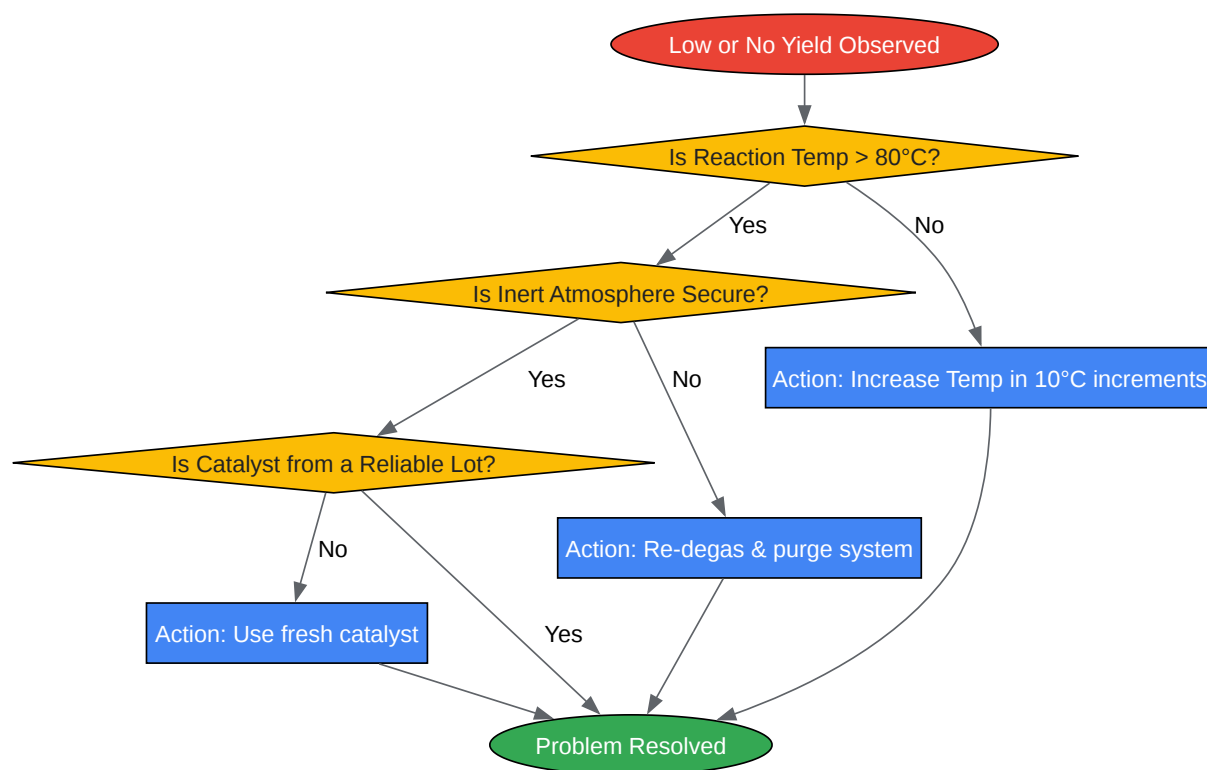 Low or No Yield Observed
Is Reaction Temp > 80°C?
Yes
No
Is Inert Atmosphere Secure?
Yes
No
Action: Increase Temp in 10°C increments
Is Catalyst from a Reliable Lot?
No
Yes
Action: Re-degas & purge system
Action: Use fresh catalyst
Problem Resolved